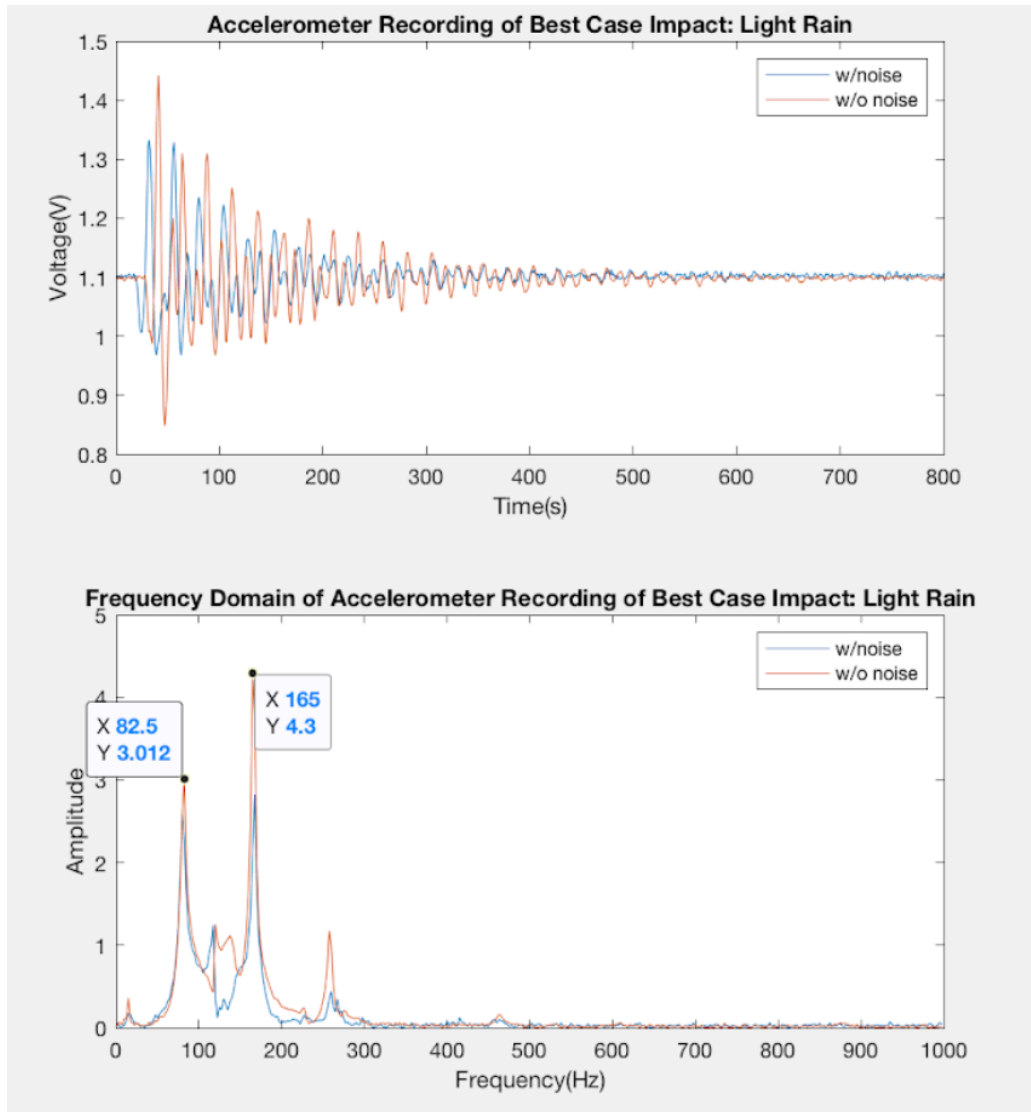 Accelerometer Recording of Best Case Impact: Light Rain
1.5
1.4
1.3
1.2
1.1
1
0.9
0.8
Voltage(V)
w/noise
w/o noise
0 100 200 300 400 500 600 700 800
Time(s)
Frequency Domain of Accelerometer Recording of Best Case Impact: Light Rain
5
4
3
2
1
0
Amplitude
w/noise
w/o noise
X 82.5
Y 3.012
X 165
Y 4.3
0 100 200 300 400 500 600 700 800 900 1000
Frequency(Hz)